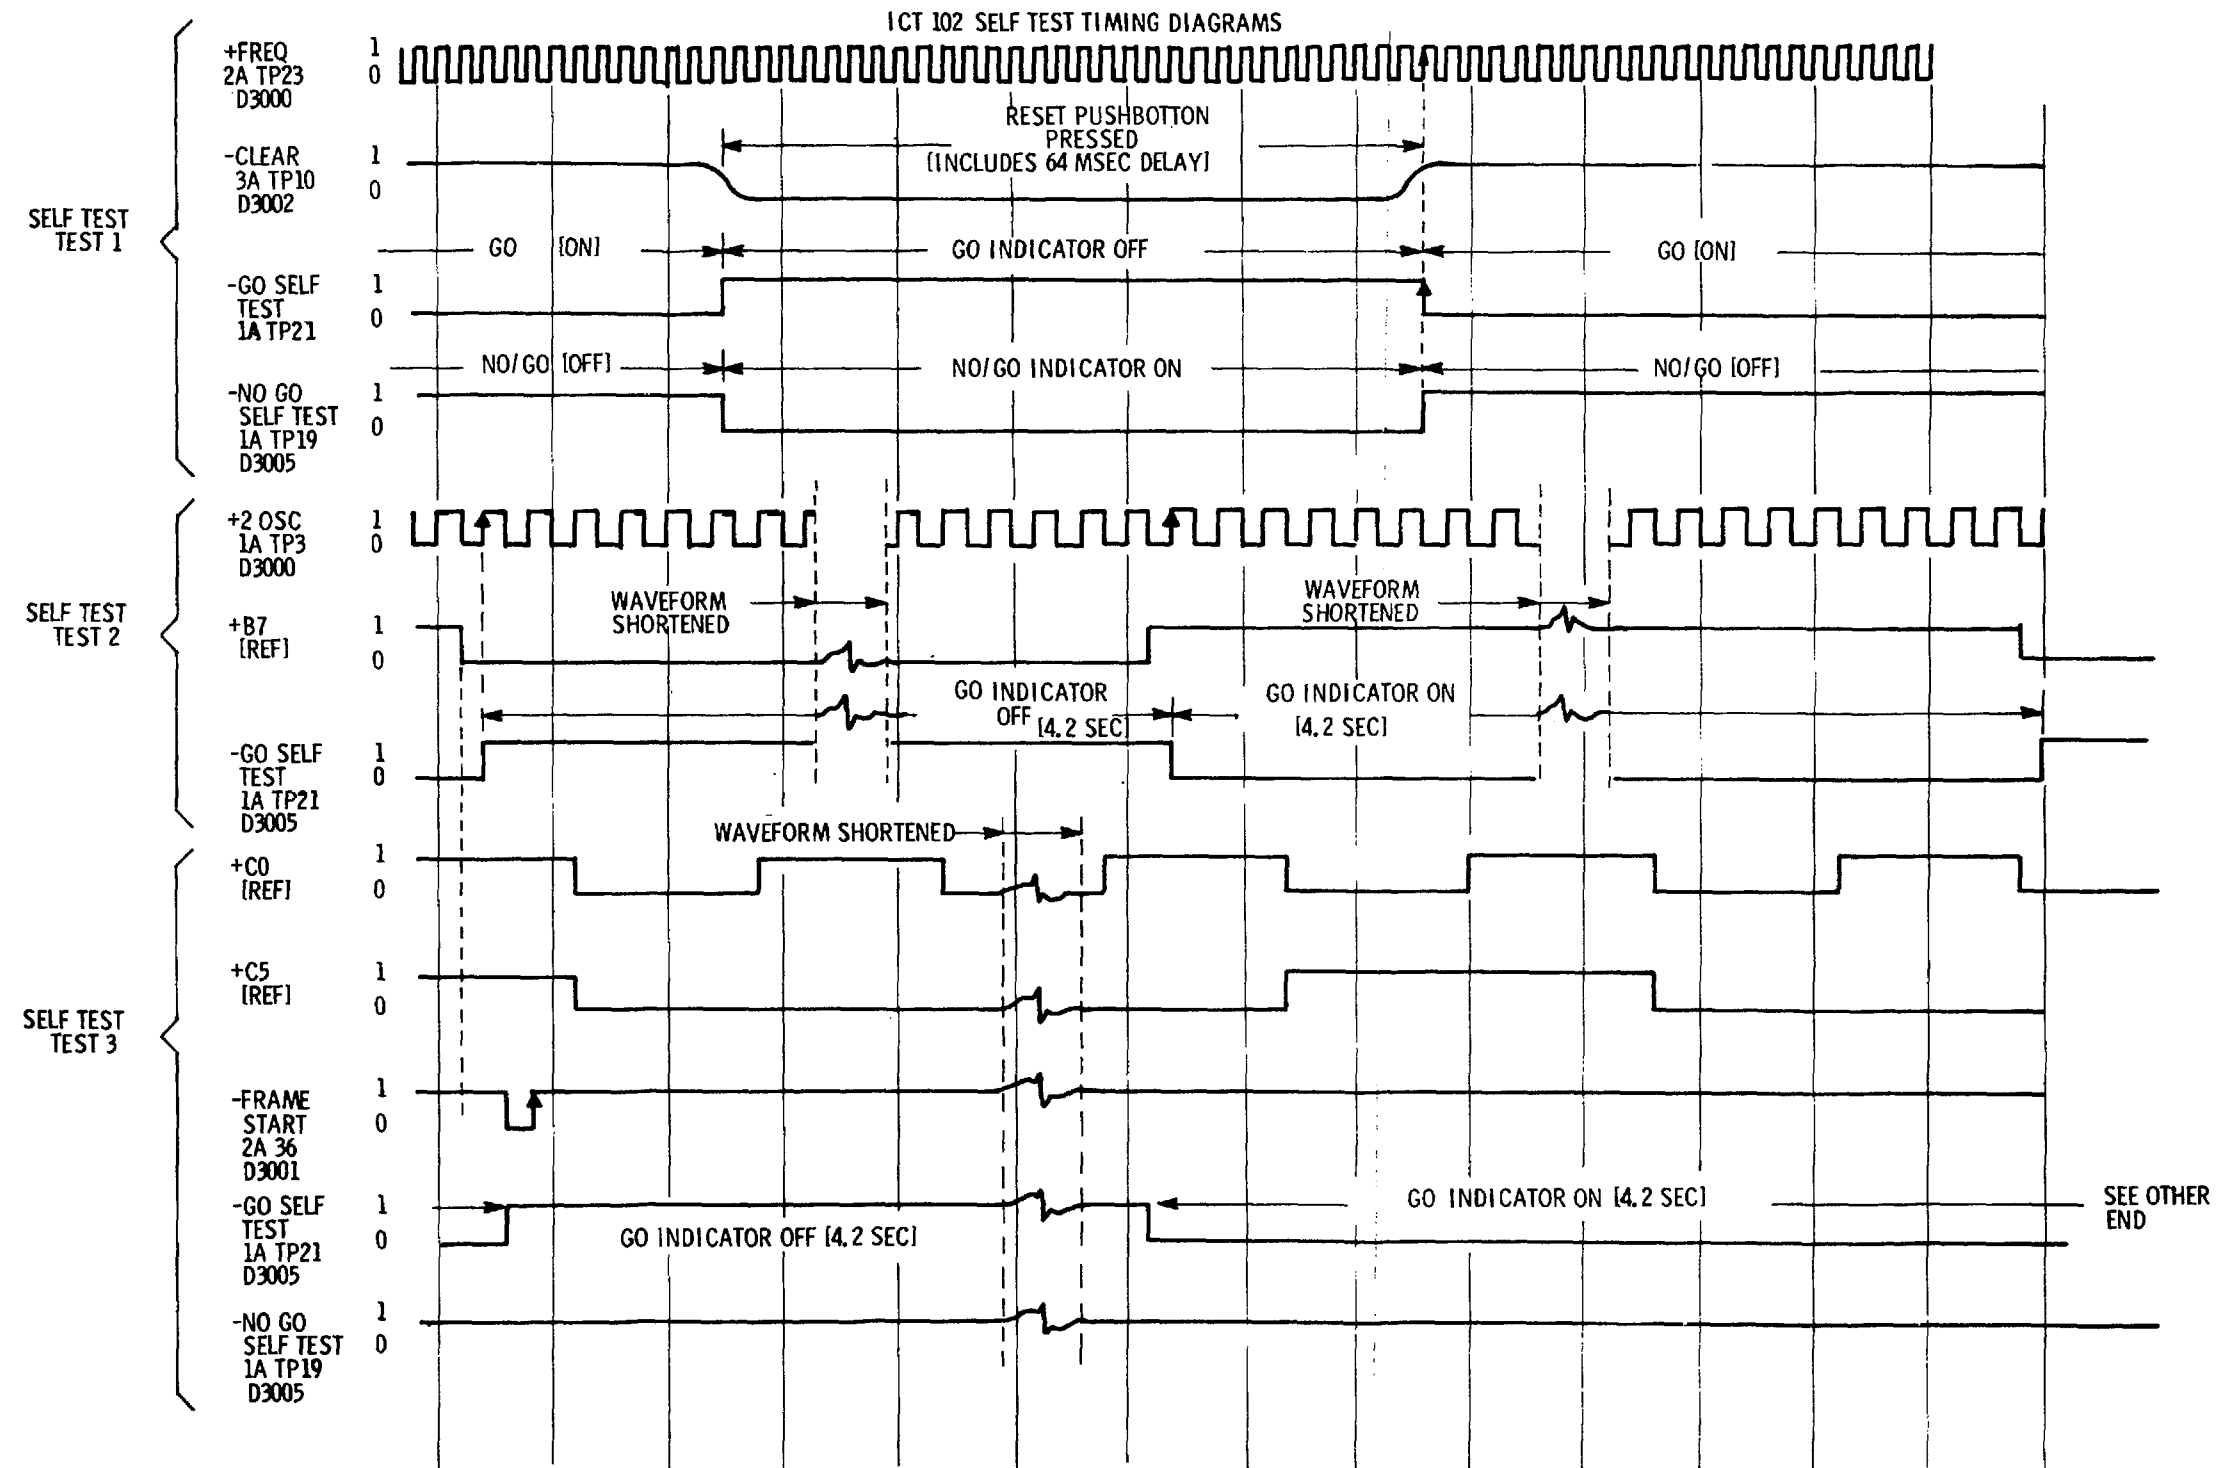 ICT 102 SELF TEST TIMING DIAGRAMS
SELF TEST
TEST 1
+FREQ
2A TP23
D3000
1
0
RESET PUSHBOTTON
PRESSED
[INCLUDES 64 MSEC DELAY]
-CLEAR
3A TP10
D3002
1
0
GO [ON]
GO INDICATOR OFF
GO [ON]
-GO SELF
TEST
1A TP21
1
0
NO/GO [OFF]
NO/GO INDICATOR ON
NO/GO [OFF]
-NO GO
SELF TEST
1A TP19
D3005
1
0
SELF TEST
TEST 2
+2 OSC
1A TP3
D3000
1
0
WAVEFORM
SHORTENED
WAVEFORM
SHORTENED
+B7
[REF]
1
0
GO INDICATOR
OFF
[4.2 SEC]
GO INDICATOR ON
[4.2 SEC]
-GO SELF
TEST
1A TP21
D3005
1
0
SELF TEST
TEST 3
WAVEFORM SHORTENED
+C0
[REF]
1
0
+C5
[REF]
1
0
-FRAME
START
2A 36
D3001
1
0
-GO SELF
TEST
1A TP21
D3005
1
0
GO INDICATOR OFF [4.2 SEC]
GO INDICATOR ON [4.2 SEC]
SEE OTHER
END
-NO GO
SELF TEST
1A TP19
D3005
1
0